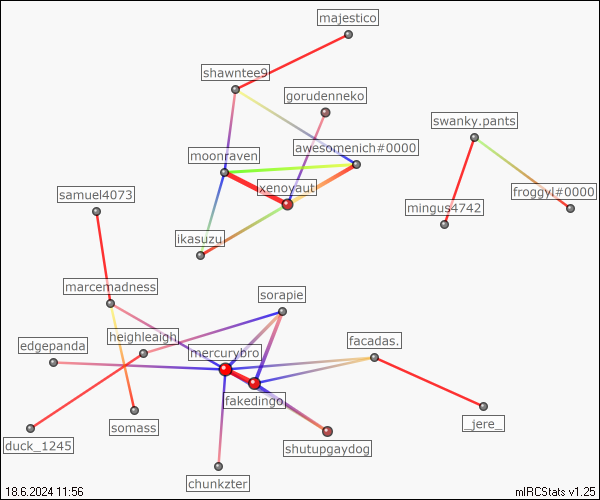 majestico
shawntee9
gorudenneko
swanky.pants
awesomenich#0000
moonraven
xenoyaut
froggyl#0000
samuel4073
mingus4742
ikasuzu
marcemadness
sorapie
heighleaigh
facadas.
edgepanda
mercurybro
fakedingo
_jere_
somass
duck_1245
shutupgaydog
chunkzter
18.6.2024 11:56
mIRCStats v1.25